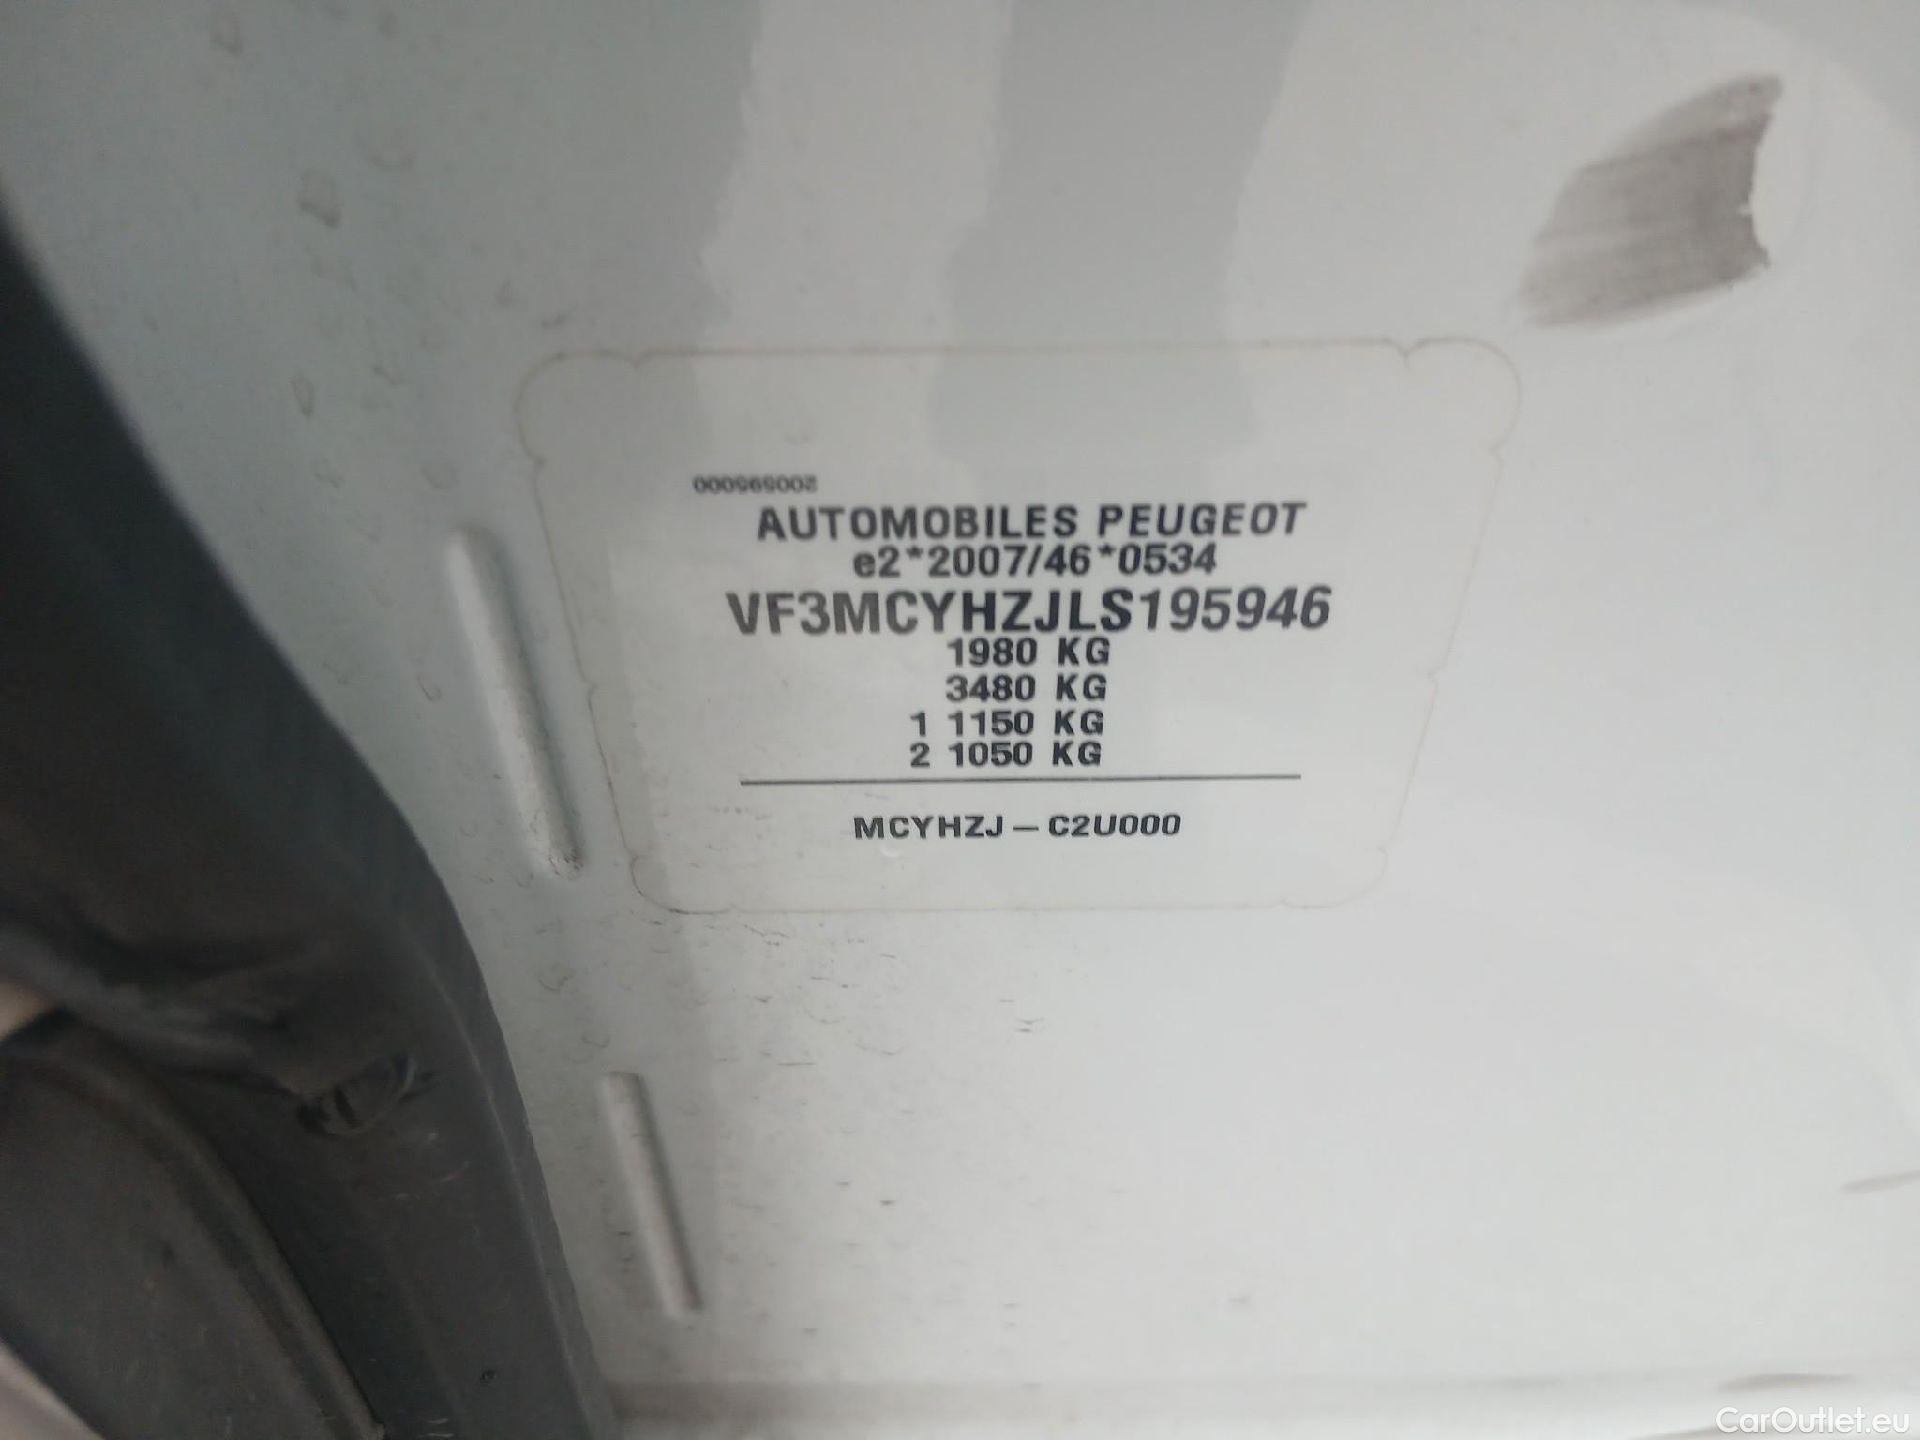 2005959000
AUTOMOBILES PEUGEOT
e2*2007/46*0534
VF3MCYHZJLS195946
1980 KG
3480 KG
1 1150 KG
2 1050 KG
MCYHZJ – C2U000
CarOutlet.eu